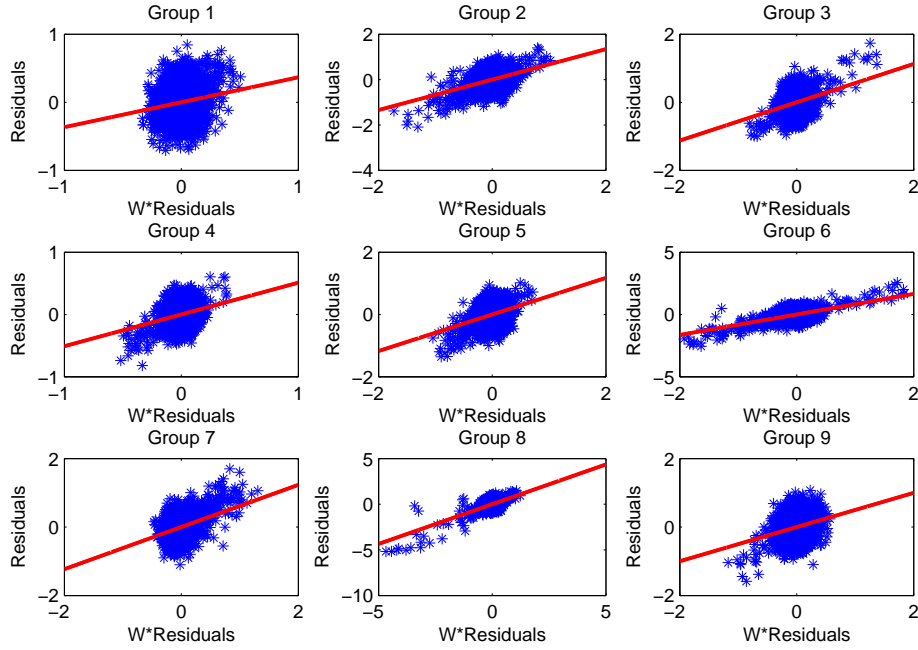 Group 1
1
0
−1
−1 0 1
Residuals
W*Residuals
Group 2
2
0
−2
−4
−2 0 2
Residuals
W*Residuals
Group 3
2
0
−2
−2 0 2
Residuals
W*Residuals
Group 4
1
0
−1
−1 0 1
Residuals
W*Residuals
Group 5
2
0
−2
−2 0 2
Residuals
W*Residuals
Group 6
5
0
−5
−2 0 2
Residuals
W*Residuals
Group 7
2
0
−2
−2 0 2
Residuals
W*Residuals
Group 8
5
0
−5
−10
−5 0 5
Residuals
W*Residuals
Group 9
2
0
−2
−2 0 2
Residuals
W*Residuals